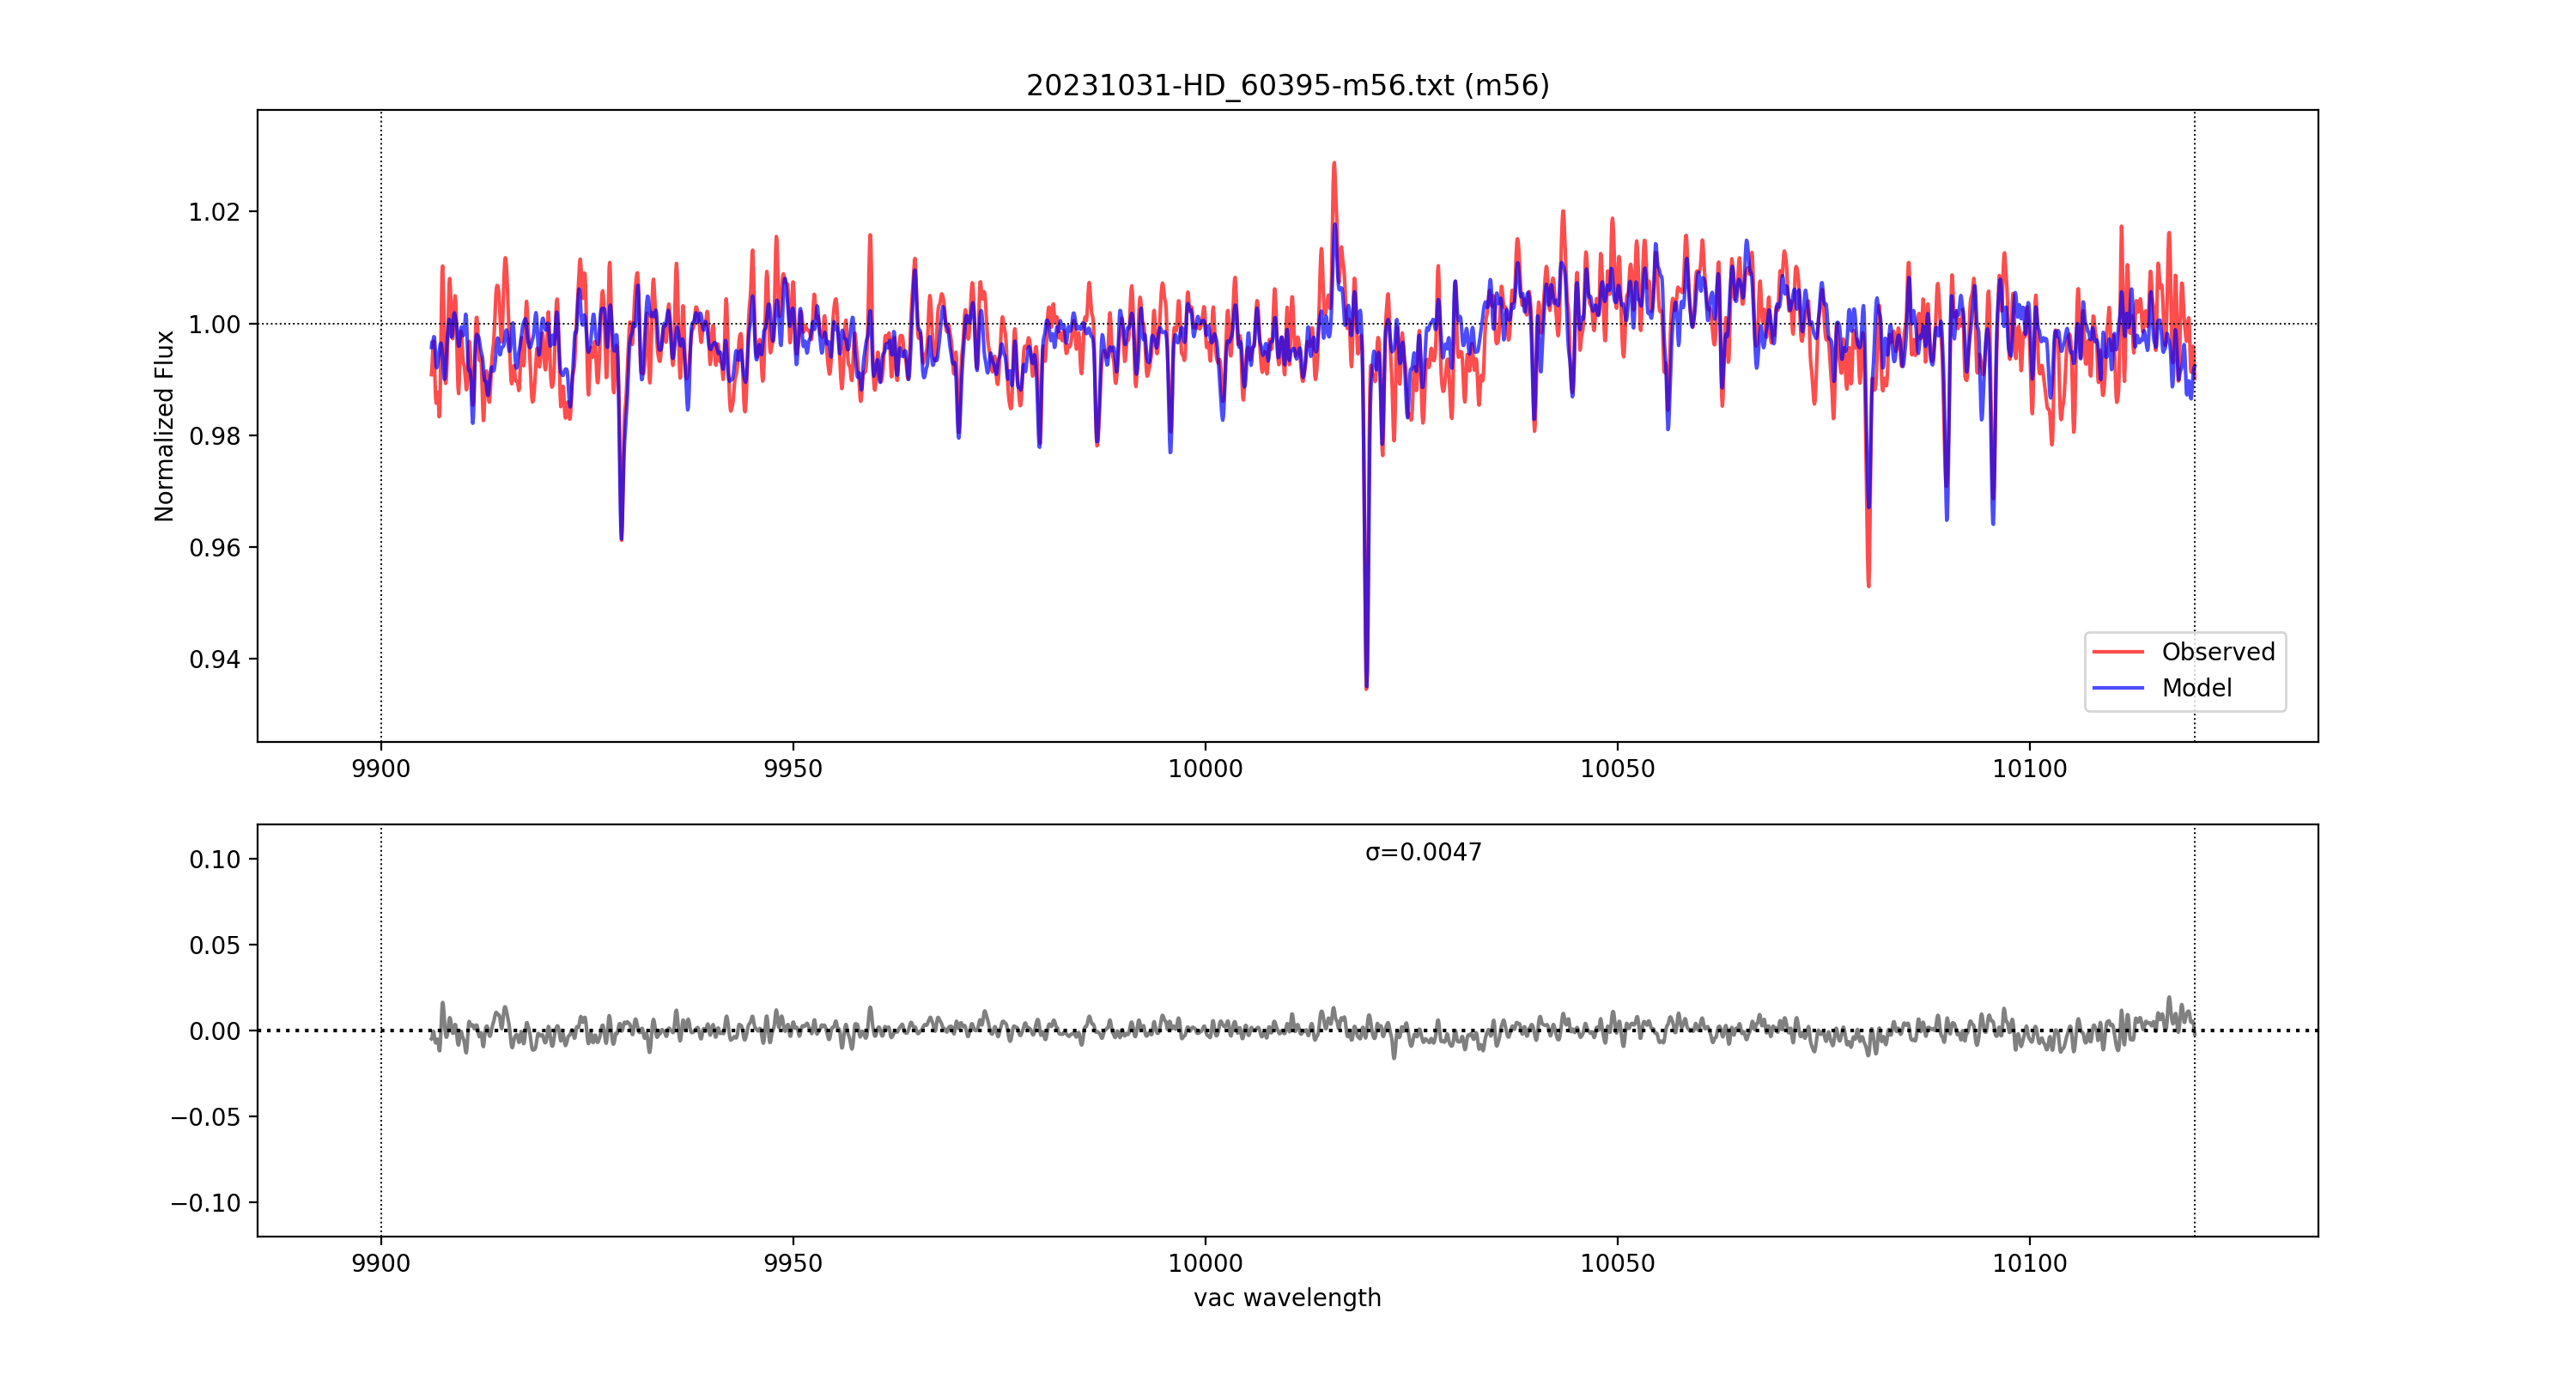 20231031-HD_60395-m56.txt (m56)
Normalized Flux
1.02
1.00
0.98
0.96
0.94
Observed
Model
9900 9950 10000 10050 10100
σ=0.0047
0.10
0.05
0.00
−0.05
−0.10
9900 9950 10000 10050 10100
vac wavelength